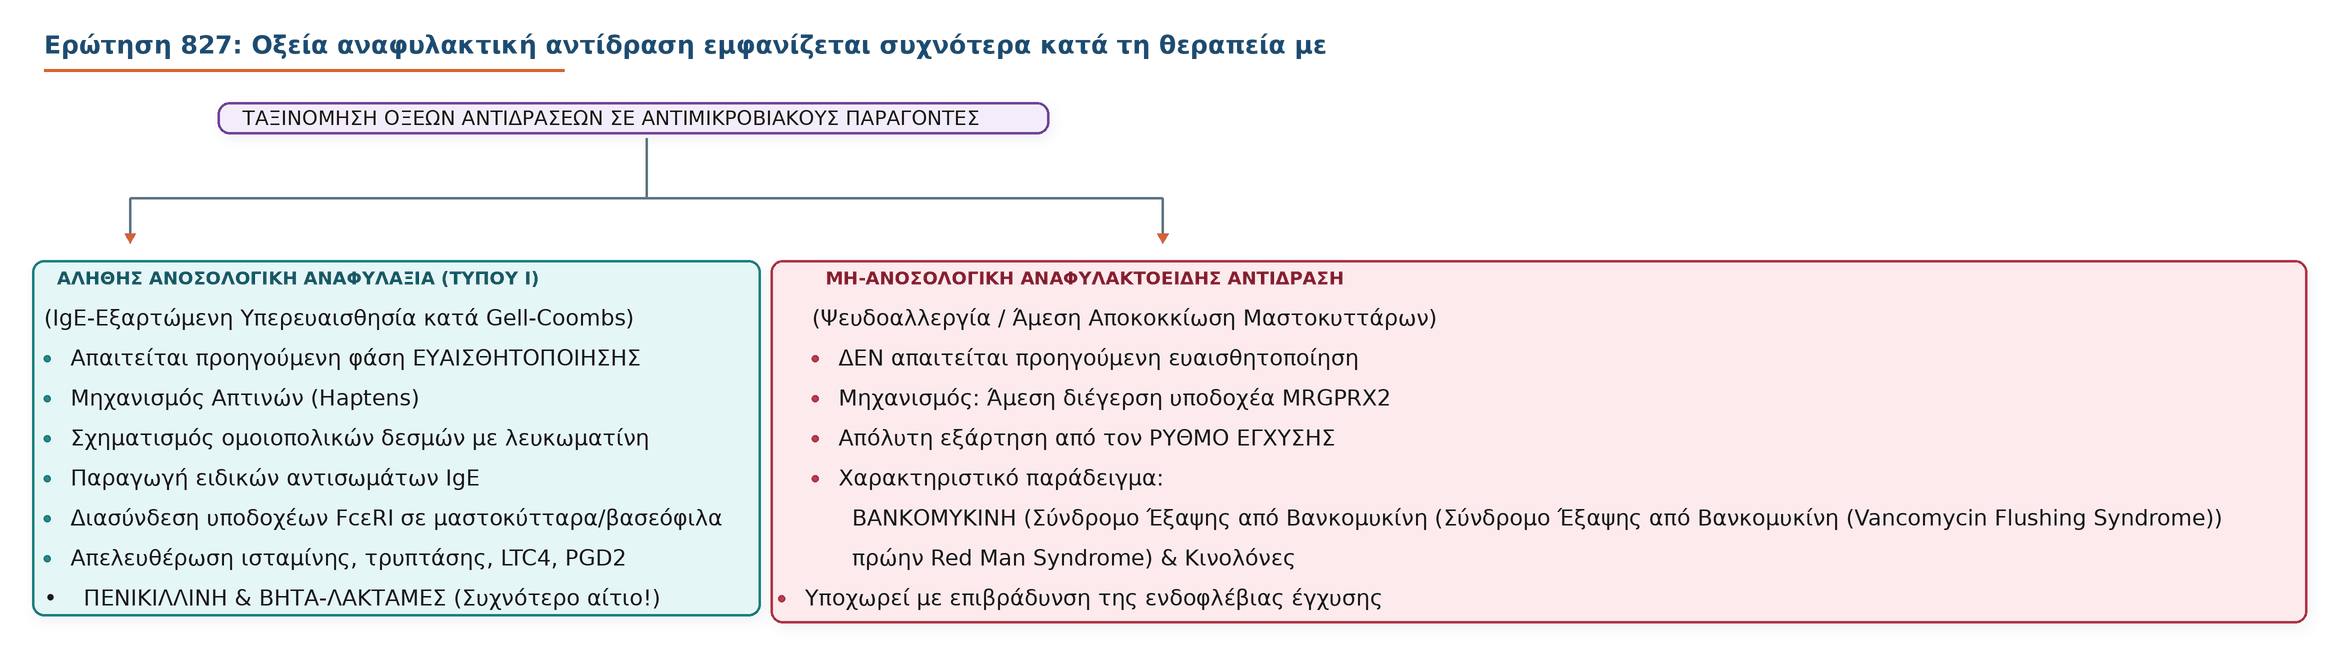 Ερώτηση 827: Οξεία αναφυλακτική αντίδραση εμφανίζεται συχνότερα κατά τη θεραπεία με
ΤΑΞΙΝΟΜΗΣΗ ΟΞΕΩΝ ΑΝΤΙΔΡΑΣΕΩΝ ΣΕ ΑΝΤΙΜΙΚΡΟΒΙΑΚΟΥΣ ΠΑΡΑΓΟΝΤΕΣ
ΑΛΗΘΗΣ ΑΝΟΣΟΛΟΓΙΚΗ ΑΝΑΦΥΛΑΞΙΑ (ΤΥΠΟΥ Ι)
(IgE-Εξαρτώμενη Υπερευαισθησία κατά Gell-Coombs)
• Απαιτείται προηγούμενη φάση ΕΥΑΙΣΘΗΤΟΠΟΙΗΣΗΣ
• Μηχανισμός Απτινών (Haptens)
• Σχηματισμός ομοιοπολικών δεσμών με λευκωματίνη
• Παραγωγή ειδικών αντισωμάτων IgE
• Διασύνδεση υποδοχέων FcεRI σε μαστοκύτταρα/βασεόφιλα
• Απελευθέρωση ισταμίνης, τρυπτάσης, LTC4, PGD2
• ΠΕΝΙΚΙΛΛΙΝΗ & ΒΗΤΑ-ΛΑΚΤΑΜΕΣ (Συχνότερο αίτιο!)
ΜΗ-ΑΝΟΣΟΛΟΓΙΚΗ ΑΝΑΦΥΛΑΚΤΟΕΙΔΗΣ ΑΝΤΙΔΡΑΣΗ
(Ψευδοαλλεργία / Άμεση Αποκοκκίωση Μαστοκυττάρων)
• ΔΕΝ απαιτείται προηγούμενη ευαισθητοποίηση
• Μηχανισμός: Άμεση διέγερση υποδοχέα MRGPRX2
• Απόλυτη εξάρτηση από τον ΡΥΘΜΟ ΕΓΧΥΣΗΣ
• Χαρακτηριστικό παράδειγμα:
ΒΑΝΚΟΜΥΚΙΝΗ (Σύνδρομο Έξαψης από Βανκομυκίνη (Σύνδρομο Έξαψης από Βανκομυκίνη (Vancomycin Flushing Syndrome))
πρώην Red Man Syndrome) & Κινολόνες
• Υποχωρεί με επιβράδυνση της ενδοφλέβιας έγχυσης